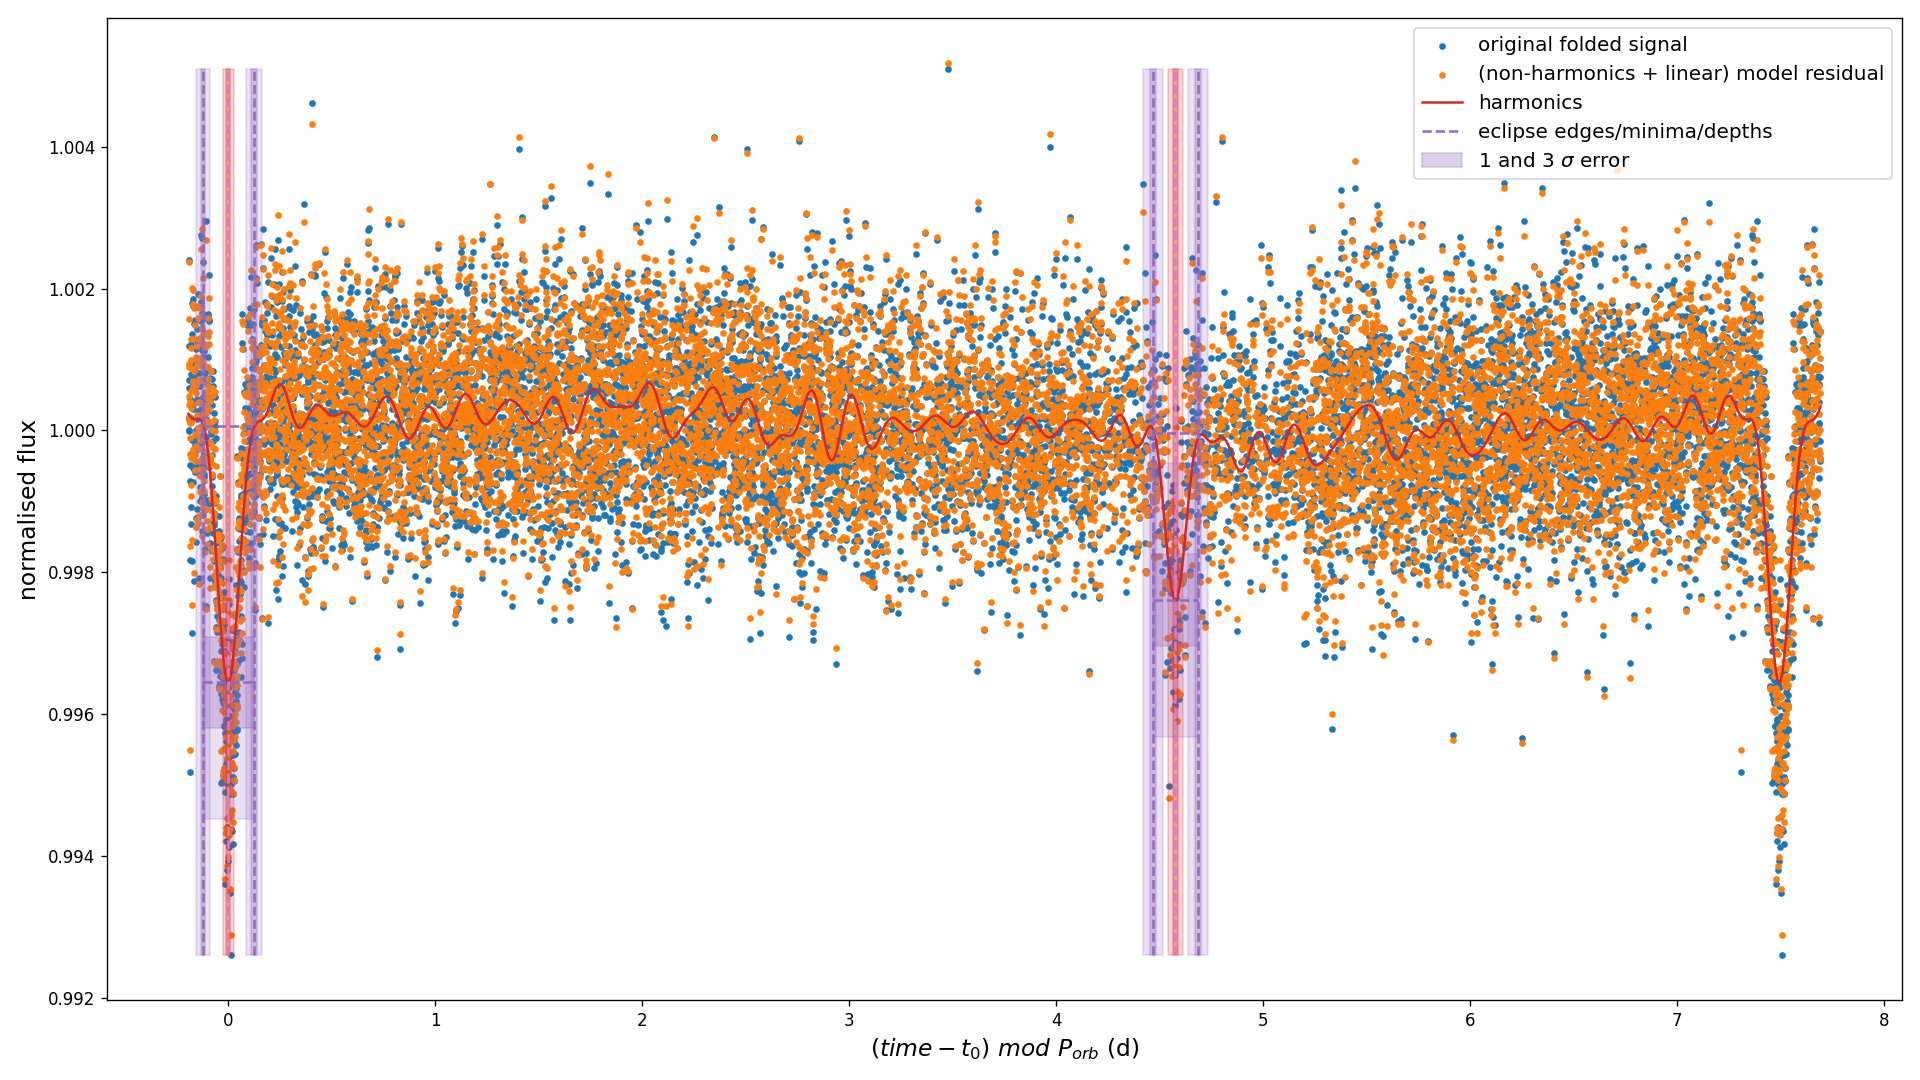 original folded signal
(non-harmonics + linear) model residual
harmonics
eclipse edges/minima/depths
1 and 3 σ error
normalised flux
1.004
1.002
1.000
0.998
0.996
0.994
0.992
0 1 2 3 4 5 6 7 8
(time − t₀) mod Pₒᵣ₆ (d)